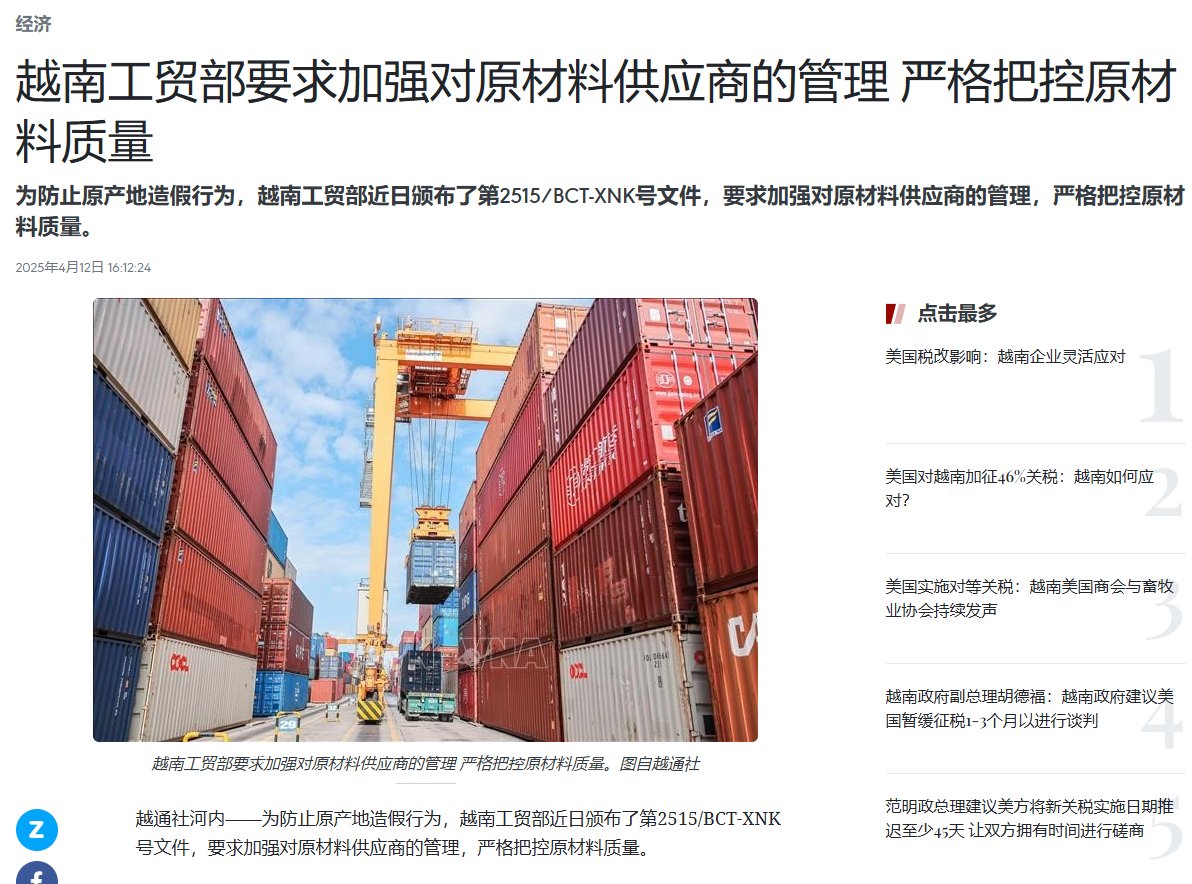 经济
越南工贸部要求加强对原材料供应商的管理 严格把控原材
料质量
为防止原产地造假行为，越南工贸部近日颁布了第2515/BCT-XNK号文件，要求加强对原材料供应商的管理，严格把控原材
料质量。
2025年4月12日 16:12:24
VNA
29
越南工贸部要求加强对原材料供应商的管理 严格把控原材料质量。图自越通社
越通社河内——为防止原产地造假行为，越南工贸部近日颁布了第2515/BCT-XNK
号文件，要求加强对原材料供应商的管理，严格把控原材料质量。
Z
f
点击最多
美国税改影响：越南企业灵活应对
1
美国对越南加征46%关税：越南如何应
对？
2
美国实施对等关税：越南美国商会与畜牧
业协会持续发声
3
越南政府副总理胡德福：越南政府建议美
国暂缓征税1-3个月以进行谈判
4
范明政总理建议美方将新关税实施日期推
迟至少45天 让双方拥有时间进行磋商
5